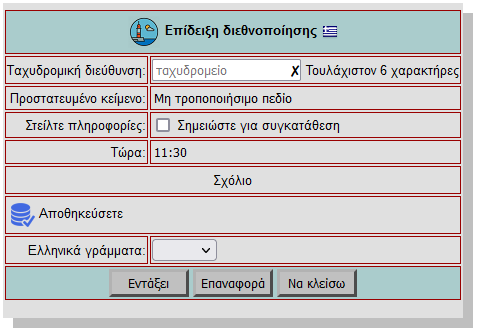 Επίδειξη διεθνοποίησης
Ταχυδρομική διεύθυνση: ταχυδρομείο ✗ Τουλάχιστον 6 χαρακτήρες
Προστατευμένο κείμενο: Μη τροποποιήσιμο πεδίο
Στείλτε πληροφορίες: Σημειώστε για συγκατάθεση
Τώρα: 11:30
Σχόλιο
Αποθηκεύσετε
Ελληνικά γράμματα:
Εντάξει Επαναφορά Να κλείσω